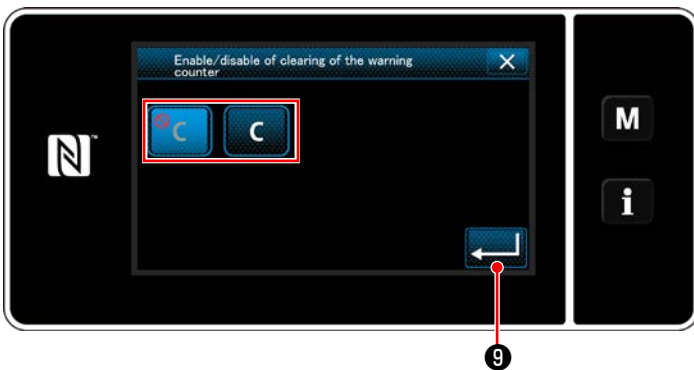 Enable/disable of clearing of the warning
counter
C C
M
i
9